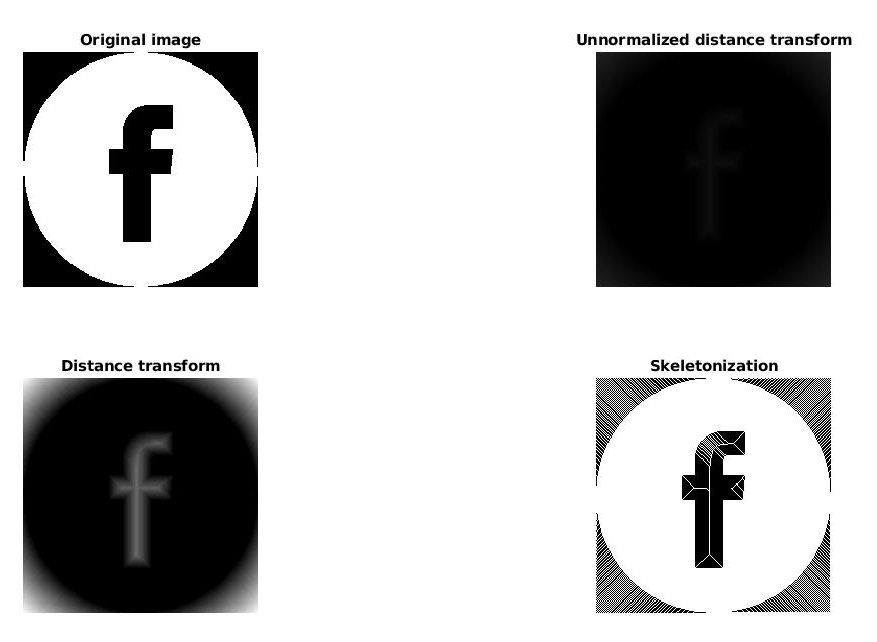 Original image
Unnormalized distance transform
f
f
Distance transform
Skeletonization
f
f